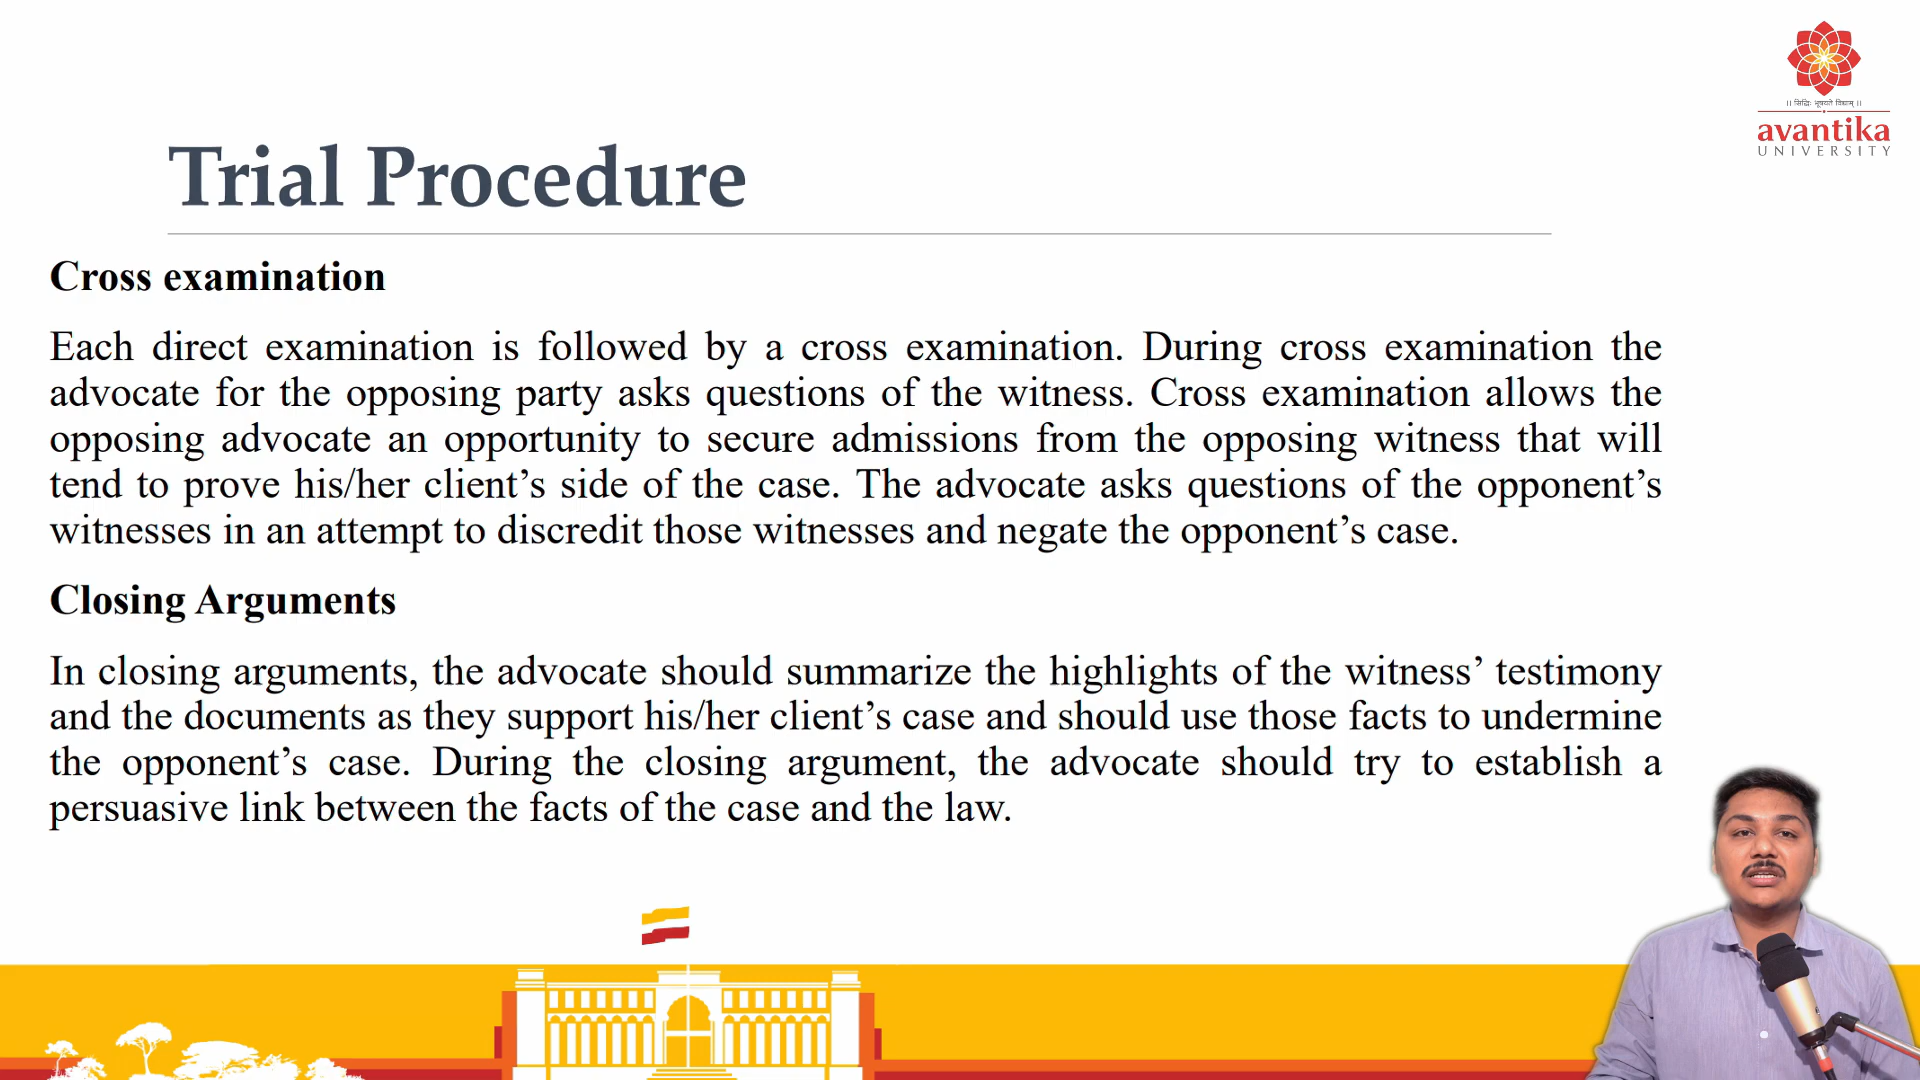 ।। सिद्धिः भूषयते विद्याम् ।।
avantika
UNIVERSITY
Trial Procedure
Cross examination
Each direct examination is followed by a cross examination. During cross examination the
advocate for the opposing party asks questions of the witness. Cross examination allows the
opposing advocate an opportunity to secure admissions from the opposing witness that will
tend to prove his/her client’s side of the case. The advocate asks questions of the opponent’s
witnesses in an attempt to discredit those witnesses and negate the opponent’s case.
Closing Arguments
In closing arguments, the advocate should summarize the highlights of the witness’ testimony
and the documents as they support his/her client’s case and should use those facts to undermine
the opponent’s case. During the closing argument, the advocate should try to establish a
persuasive link between the facts of the case and the law.